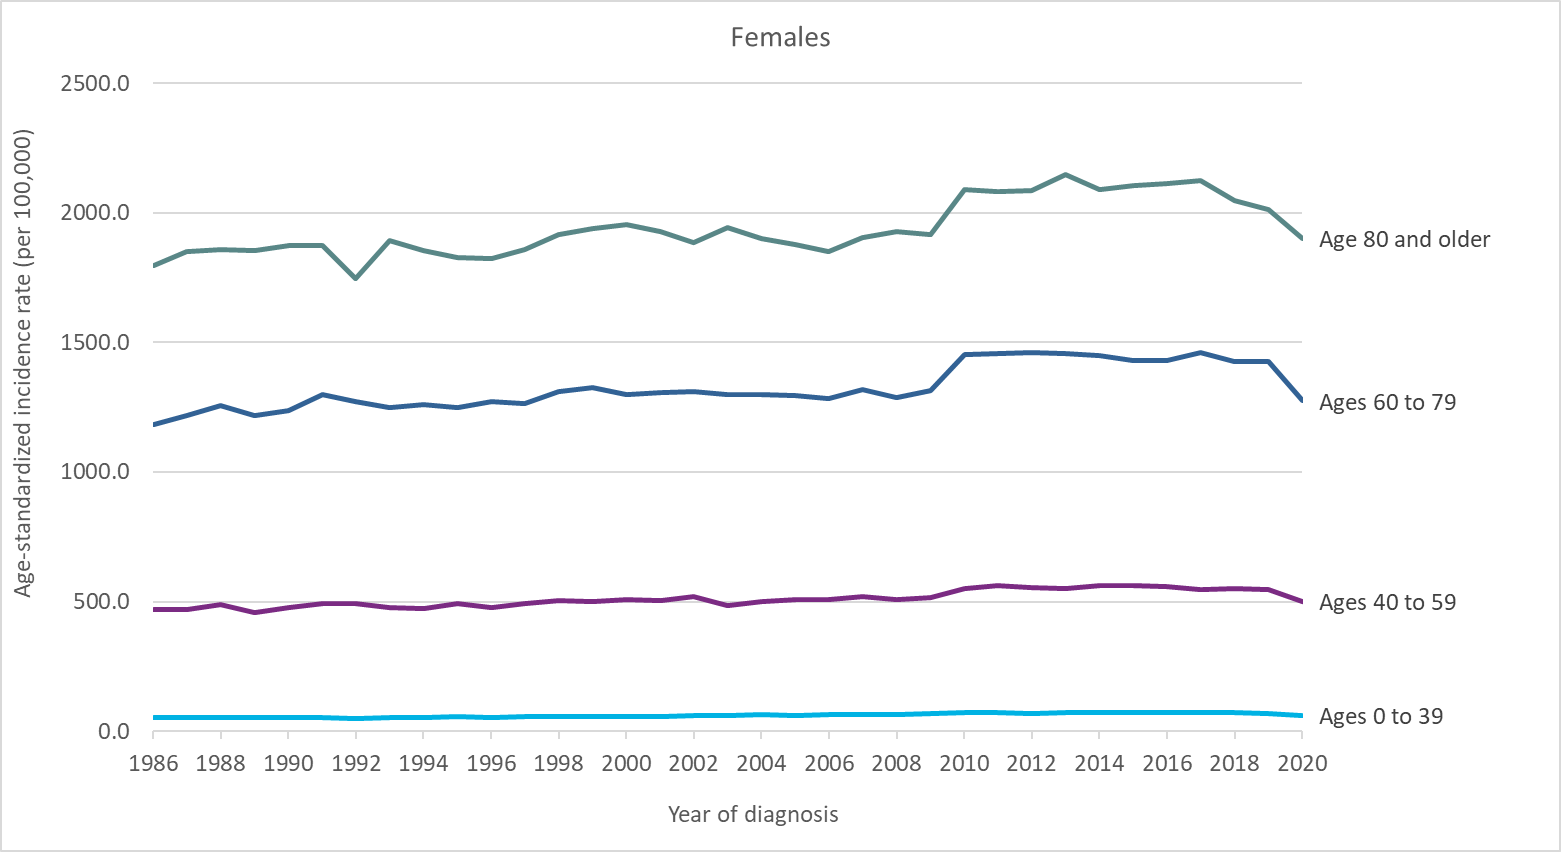 Females
Age-standardized incidence rate (per 100,000)
2500.0
2000.0
1500.0
1000.0
500.0
0.0
Age 80 and older
Ages 60 to 79
Ages 40 to 59
Ages 0 to 39
1986 1988 1990 1992 1994 1996 1998 2000 2002 2004 2006 2008 2010 2012 2014 2016 2018 2020
Year of diagnosis